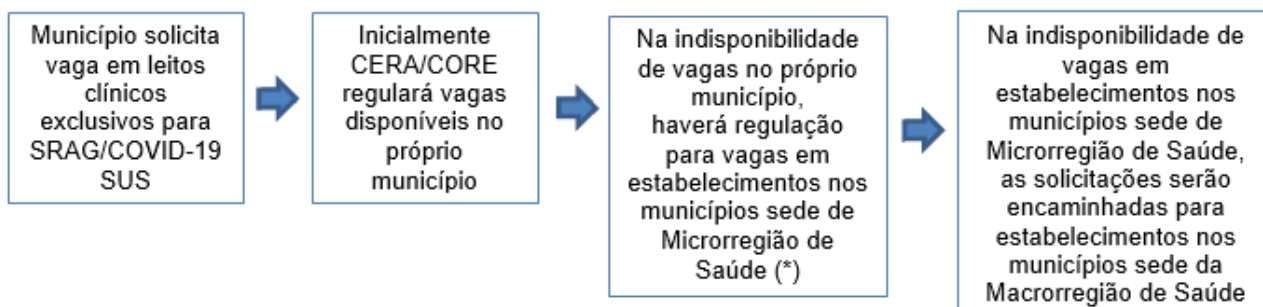 Município solicita
vaga em leitos
clínicos
exclusivos para
SRAG/COVID-19
SUS
Inicialmente
CERA/CORE
regulará vagas
disponíveis no
próprio
município
Na indisponibilidade
de vagas no próprio
município,
haverá regulação
para vagas em
estabelecimentos nos
municípios sede de
Microrregião de
Saúde (*)
Na indisponibilidade de
vagas em
estabelecimentos nos
municípios sede de
Microrregião de Saúde,
as solicitações serão
encaminhadas para
estabelecimentos nos
municípios sede da
Macrorregião de Saúde